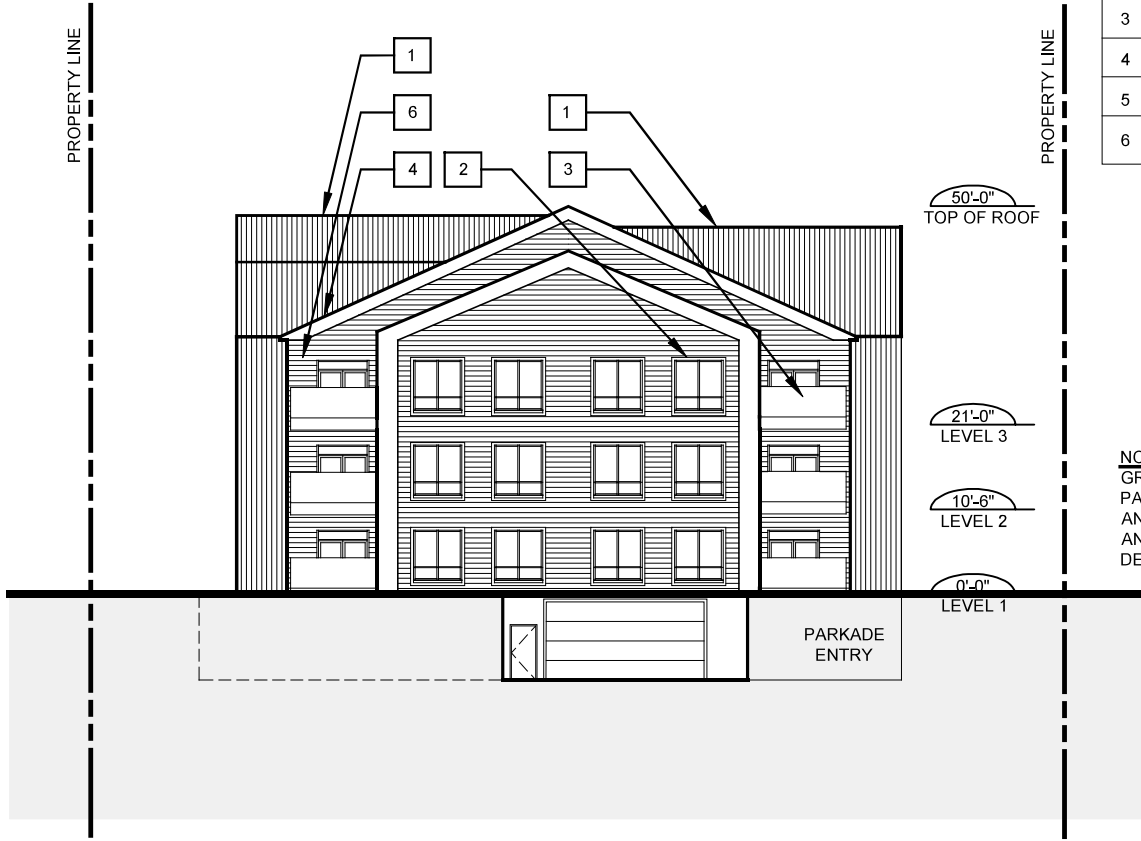 PROPERTY LINE
PROPERTY LINE
3
4
5
6
1
6
4
2
1
3
50'-0"
TOP OF ROOF
21'-0"
LEVEL 3
10'-6"
LEVEL 2
0'-0"
LEVEL 1
PARKADE
ENTRY